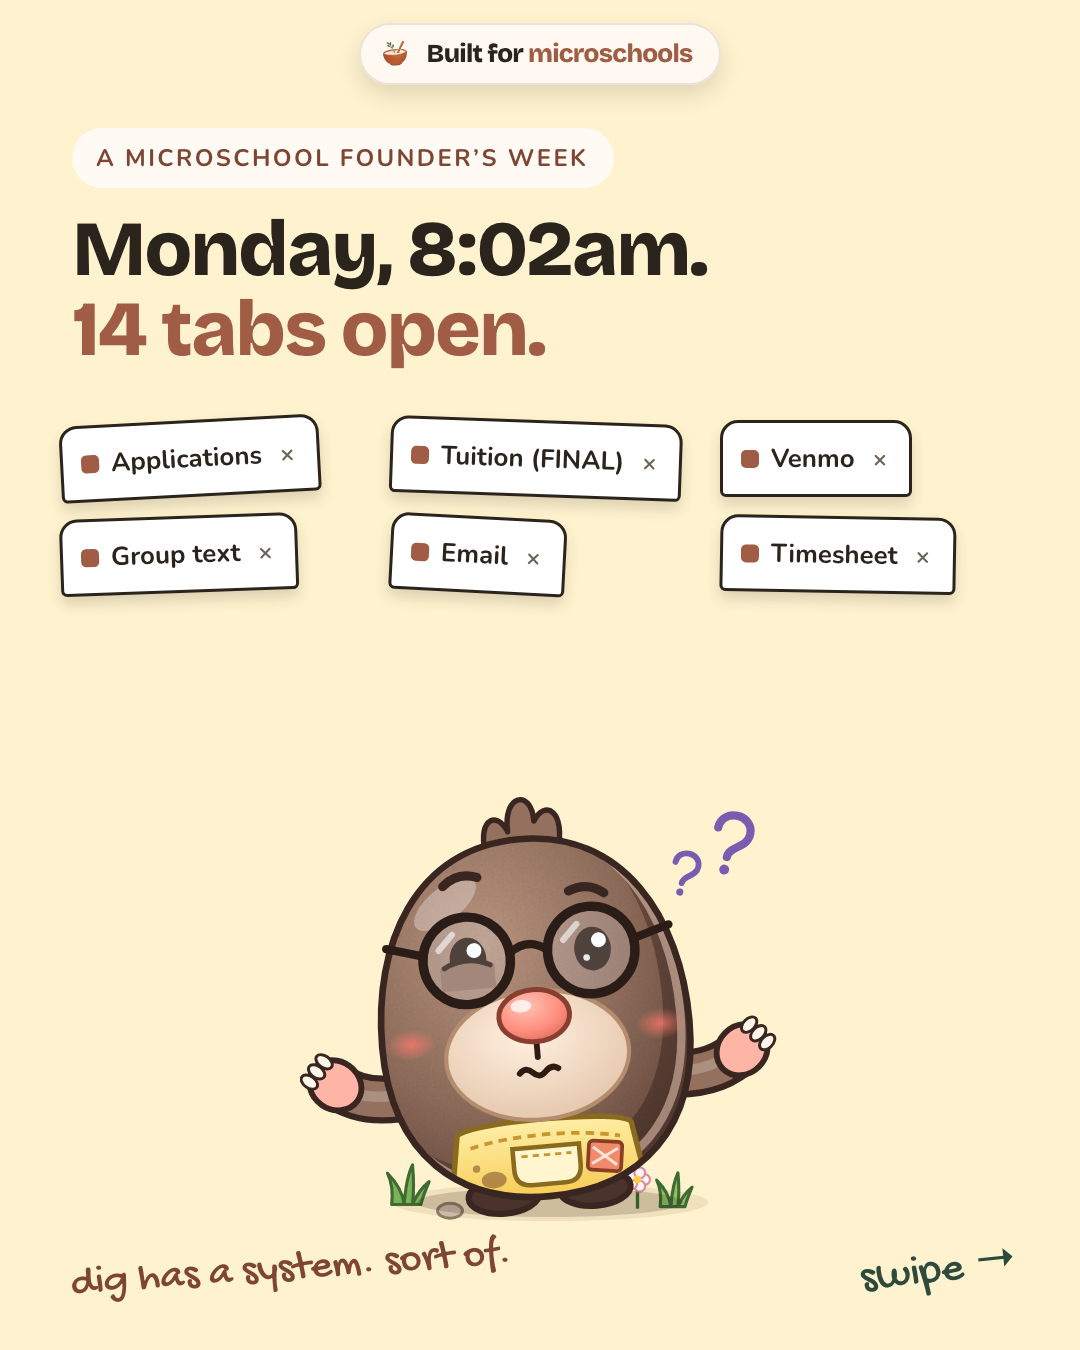 Built for microschools
A MICROSCHOOL FOUNDER’S WEEK
Monday, 8:02am.
14 tabs open.
Applications ×
Tuition (FINAL) ×
Venmo ×
Group text ×
Email ×
Timesheet ×
??
dig has a system. sort of.
swipe →